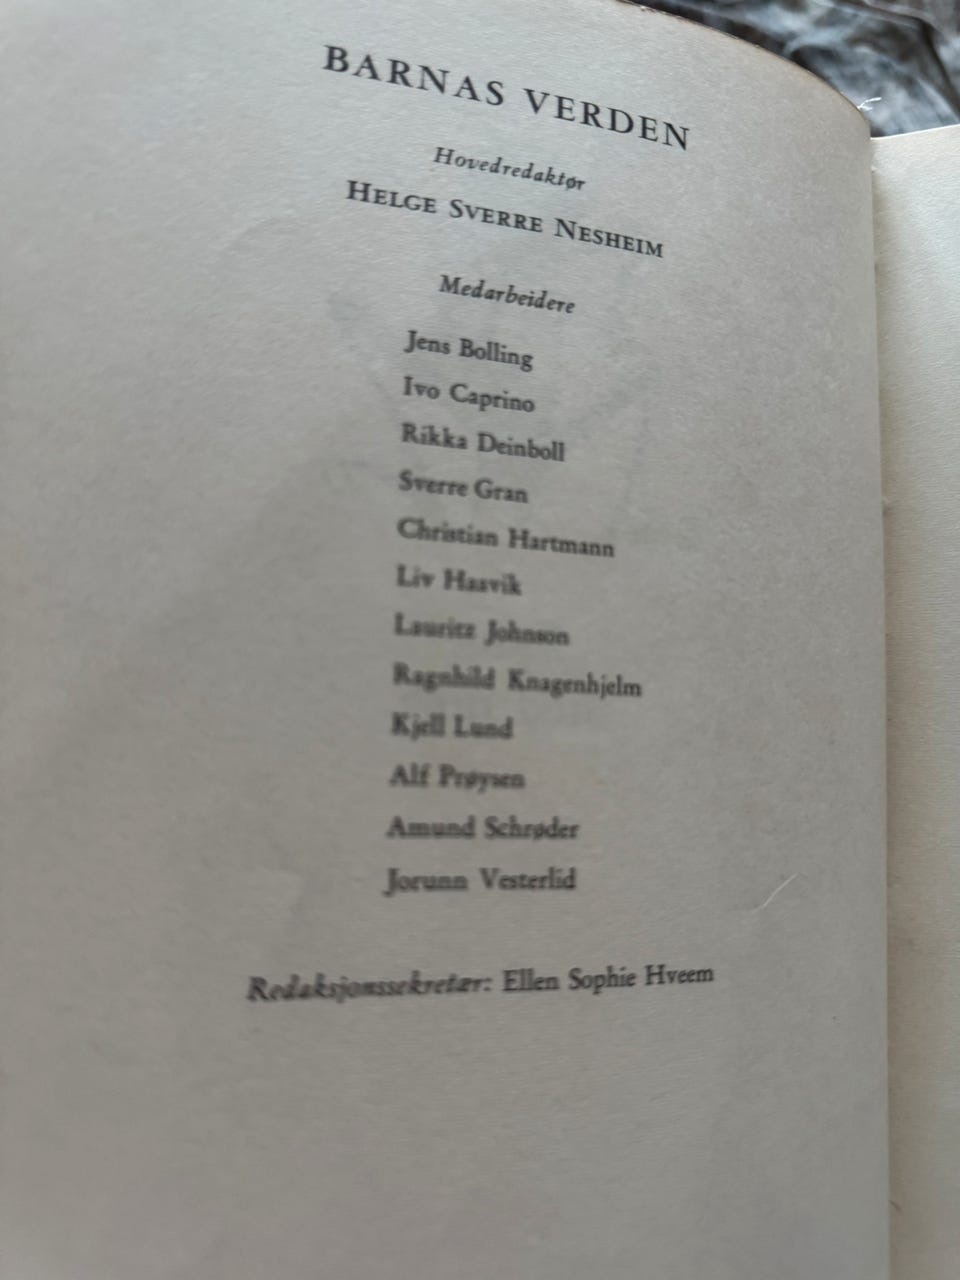 BARNAS VERDEN
Hovedredaktør
HELGE SVERRE NESHEIM
Medarbeidere
Jens Bolling
Ivo Caprino
Rikka Deinboll
Sverre Gran
Christian Hartmann
Liv Hasvik
Lauritz Johnson
Ragnhild Knagenhjelm
Kjell Lund
Alf Prøysen
Amund Schrøder
Jorunn Vesterlid
Redaksjonssekretær: Ellen Sophie Hveem